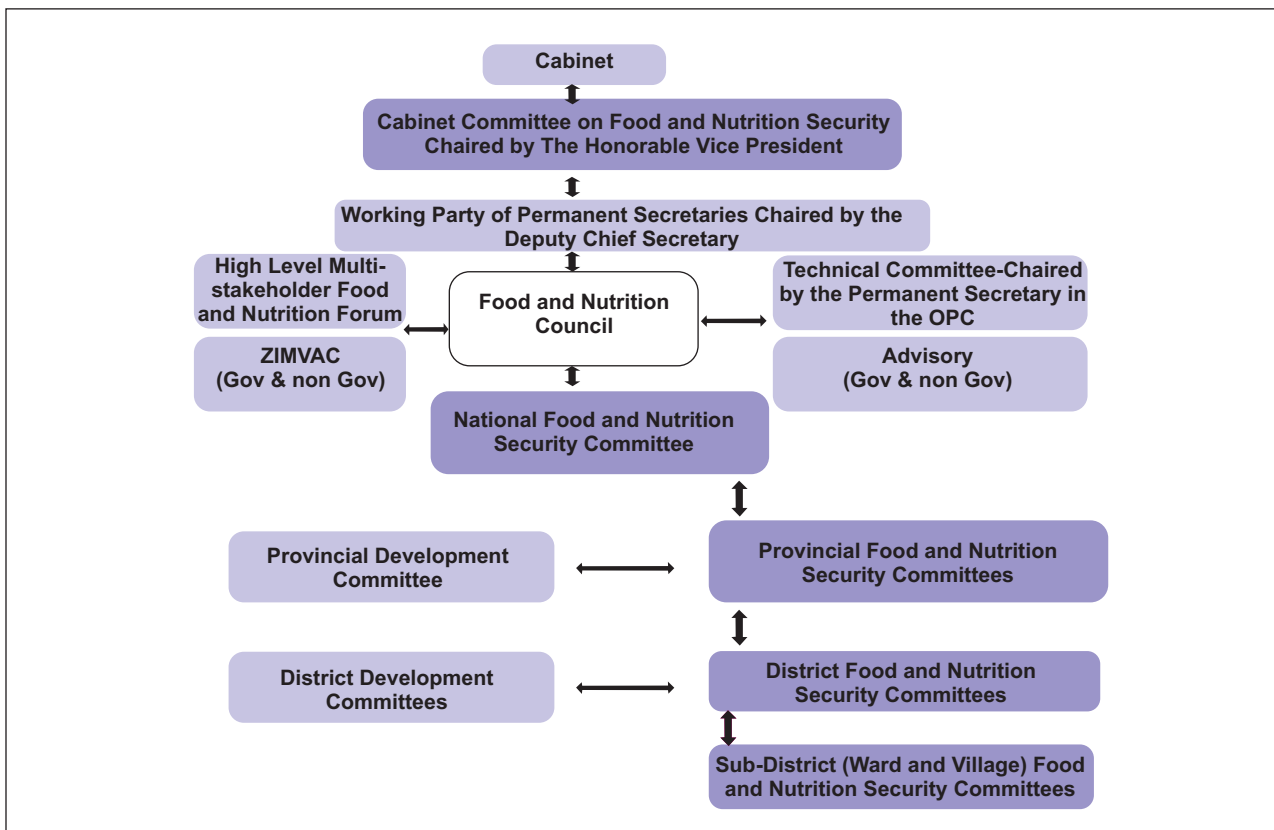 Cabinet
Cabinet Committee on Food and Nutrition Security
Chaired by The Honorable Vice President
Working Party of Permanent Secretaries Chaired by the
Deputy Chief Secretary
High Level Multi-
stakeholder Food
and Nutrition Forum
Food and Nutrition
Council
Technical Committee-Chaired
by the Permanent Secretary in
the OPC
ZIMVAC
(Gov & non Gov)
Advisory
(Gov & non Gov)
National Food and Nutrition
Security Committee
Provincial Development
Committee
Provincial Food and Nutrition
Security Committees
District Development
Committees
District Food and Nutrition
Security Committees
Sub-District (Ward and Village) Food
and Nutrition Security Committees